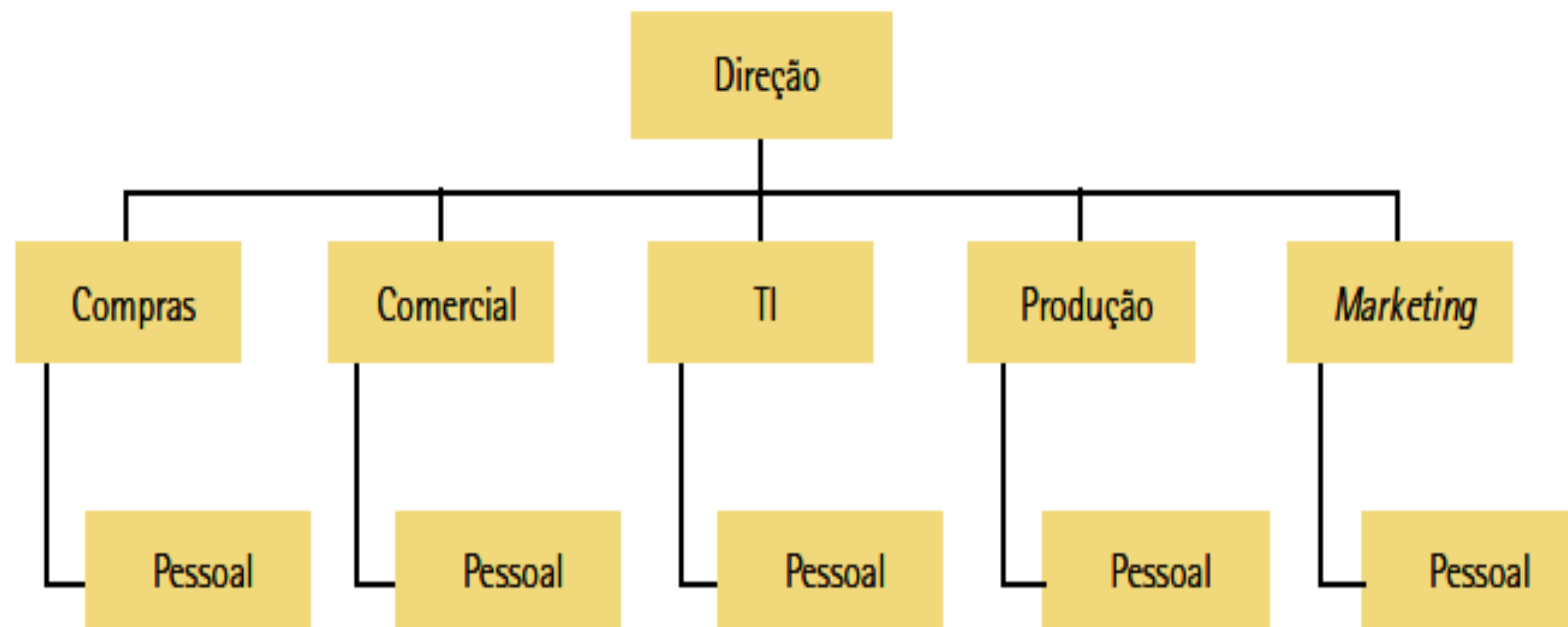 Direção
Compras
Comercial
TI
Produção
Marketing
Pessoal
Pessoal
Pessoal
Pessoal
Pessoal